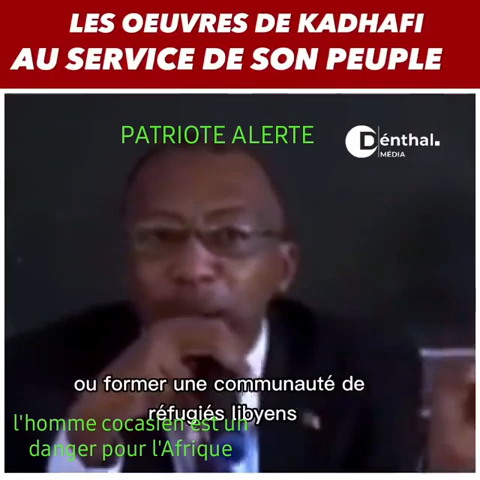 LES OEUVRES DE KADHAFI
AU SERVICE DE SON PEUPLE
PATRIOTE ALERTE
Dénthal.
MÉDIA
ou former une communauté de
réfugiés libyens
l'homme cocasien est un
danger pour l'Afrique